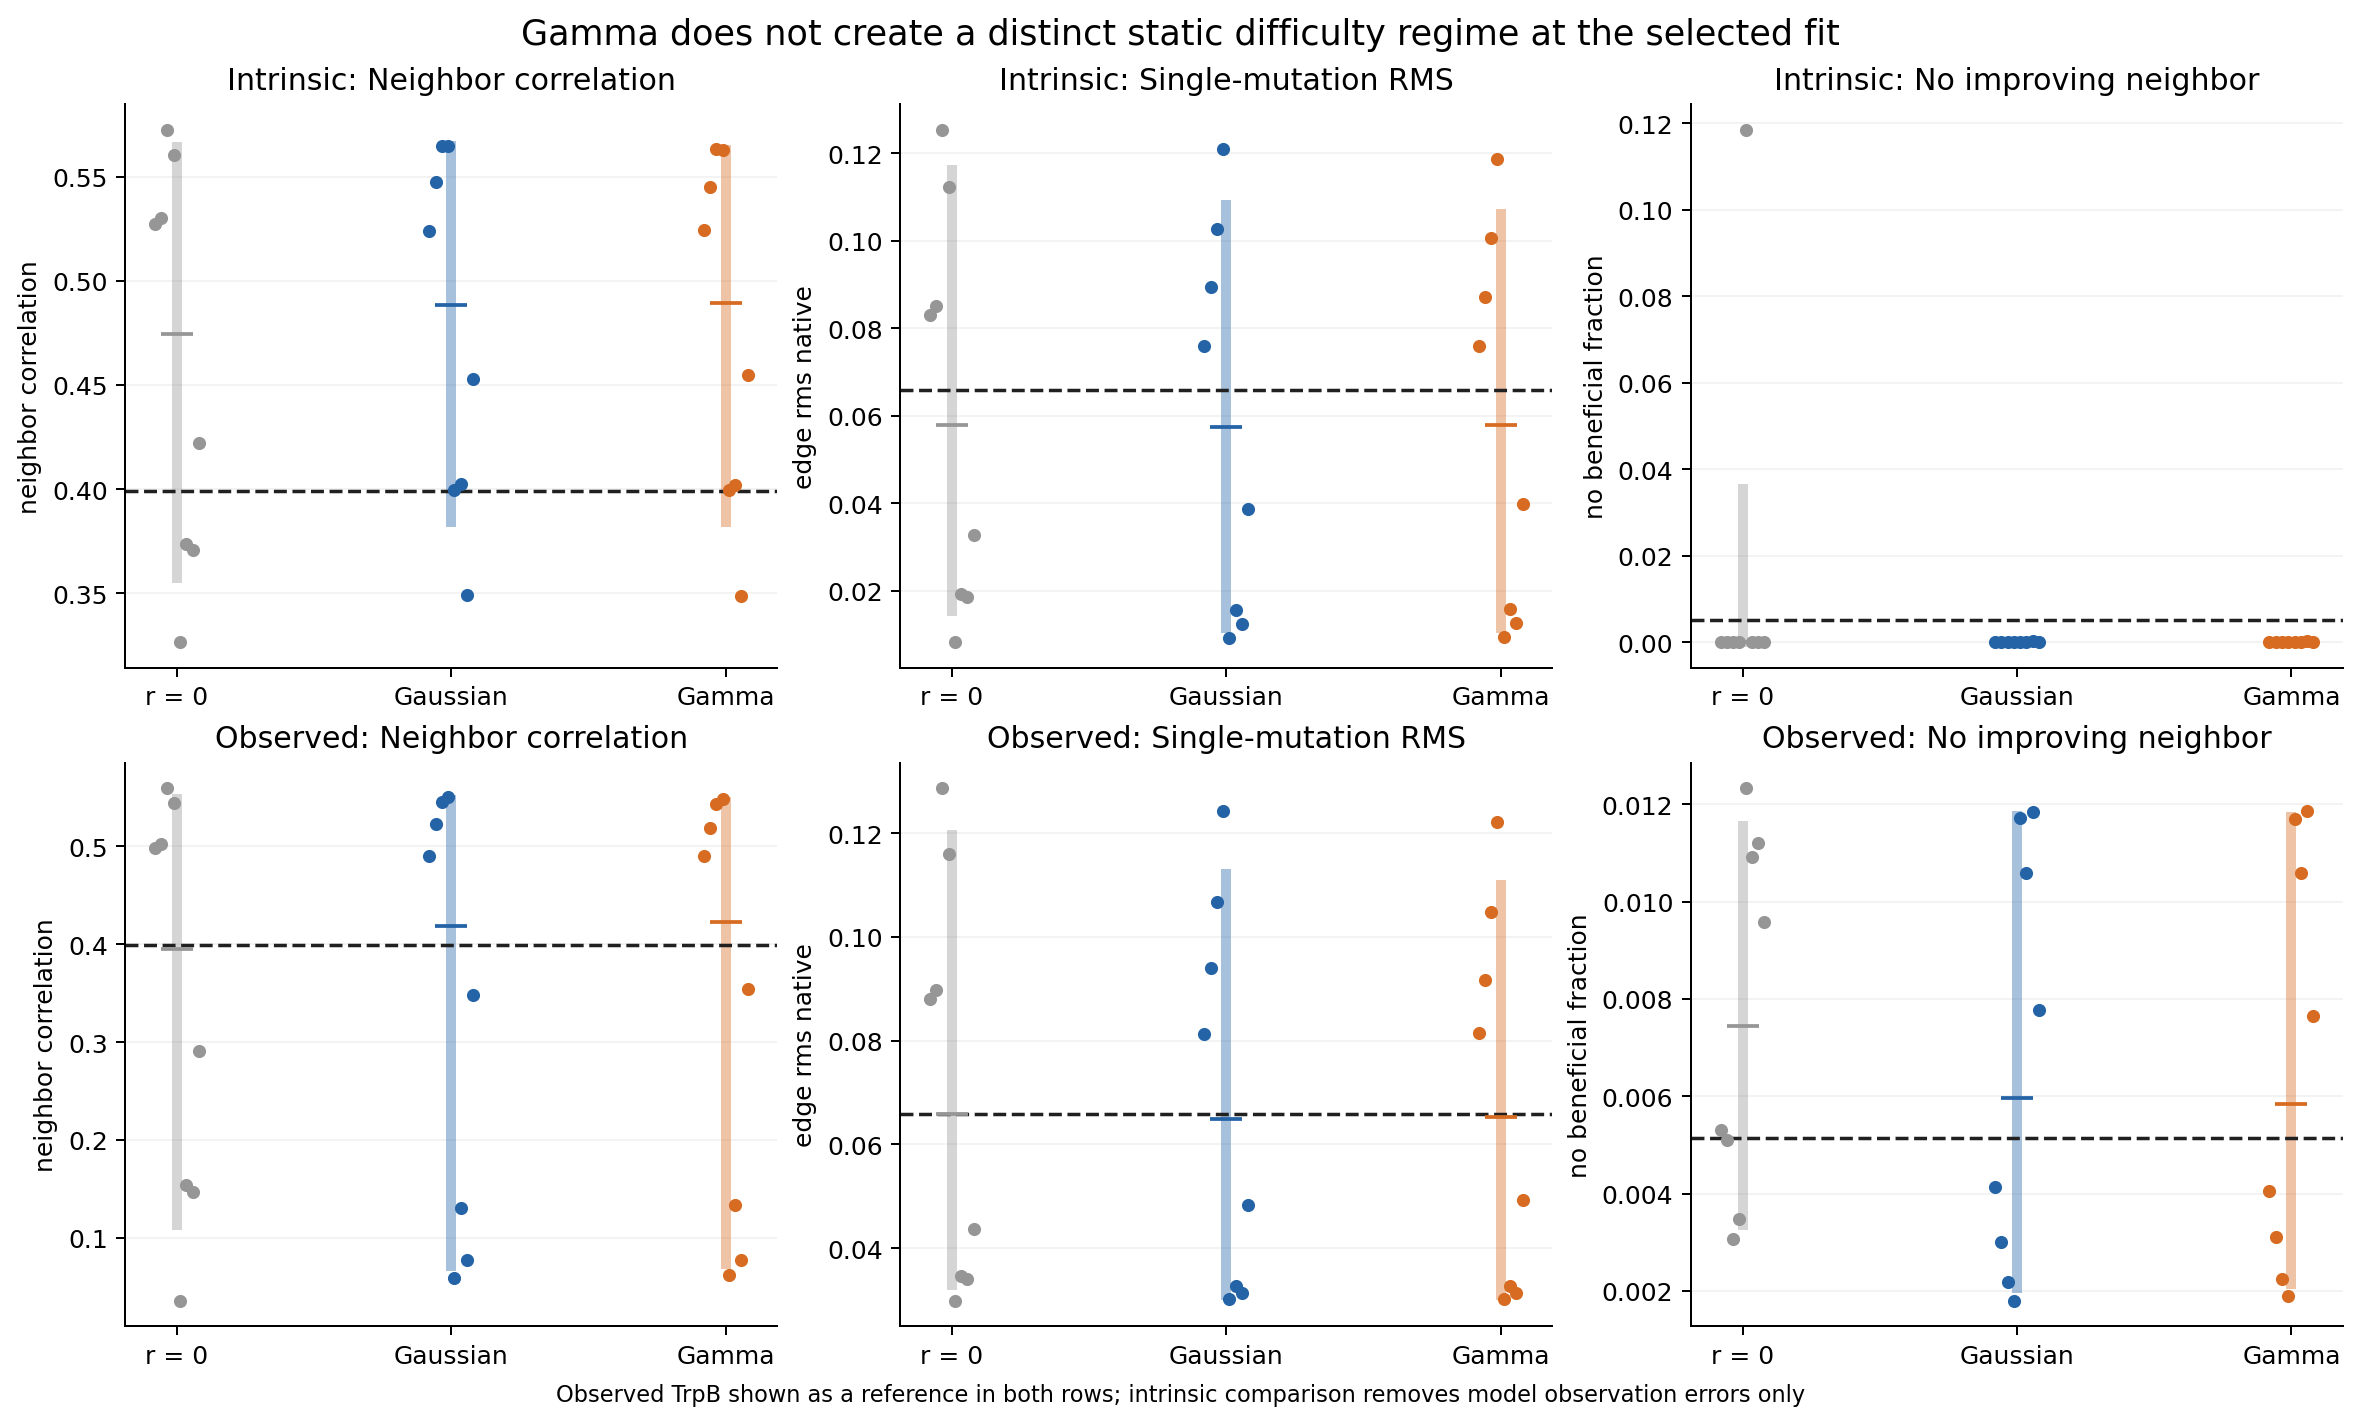 Gamma does not create a distinct static difficulty regime at the selected fit
Intrinsic: Neighbor correlation
neighbor correlation
0.55
0.50
0.45
0.40
0.35
r = 0
Gaussian
Gamma
Intrinsic: Single-mutation RMS
edge rms native
0.12
0.10
0.08
0.06
0.04
0.02
r = 0
Gaussian
Gamma
Intrinsic: No improving neighbor
no beneficial fraction
0.12
0.10
0.08
0.06
0.04
0.02
0.00
r = 0
Gaussian
Gamma
Observed: Neighbor correlation
neighbor correlation
0.5
0.4
0.3
0.2
0.1
r = 0
Gaussian
Gamma
Observed: Single-mutation RMS
edge rms native
0.12
0.10
0.08
0.06
0.04
r = 0
Gaussian
Gamma
Observed: No improving neighbor
no beneficial fraction
0.012
0.010
0.008
0.006
0.004
0.002
r = 0
Gaussian
Gamma
Observed TrpB shown as a reference in both rows; intrinsic comparison removes model observation errors only